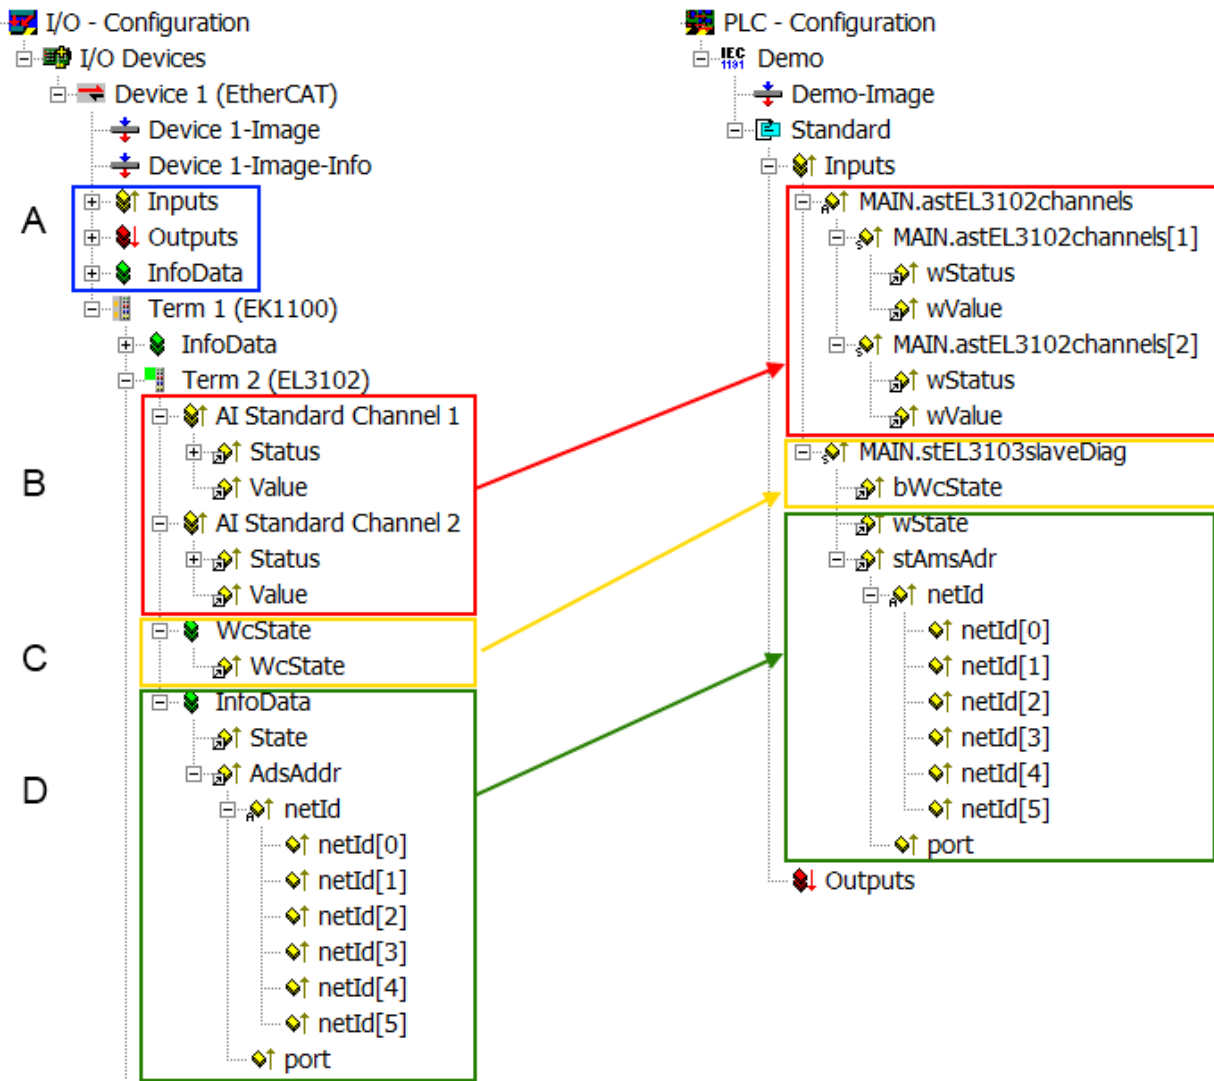 I/O - Configuration
I/O Devices
Device 1 (EtherCAT)
Device 1-Image
Device 1-Image-Info
A
Inputs
Outputs
InfoData
Term 1 (EK1100)
InfoData
Term 2 (EL3102)
B
AI Standard Channel 1
Status
Value
AI Standard Channel 2
Status
Value
C
WcState
WcState
D
InfoData
State
AdsAddr
netId
netId[0]
netId[1]
netId[2]
netId[3]
netId[4]
netId[5]
port
PLC - Configuration
IEC
1131
Demo
Demo-Image
Standard
Inputs
MAIN.astEL3102channels
MAIN.astEL3102channels[1]
wStatus
wValue
MAIN.astEL3102channels[2]
wStatus
wValue
MAIN.stEL3103slaveDiag
bWcState
wState
stAmsAdr
netId
netId[0]
netId[1]
netId[2]
netId[3]
netId[4]
netId[5]
port
Outputs